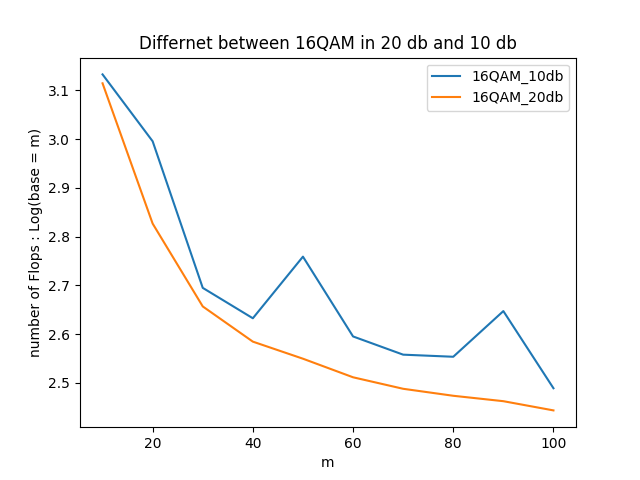 Differnet between 16QAM in 20 db and 10 db
16QAM_10db
16QAM_20db
number of Flops : Log(base = m)
3.1
3.0
2.9
2.8
2.7
2.6
2.5
20 40 60 80 100
m